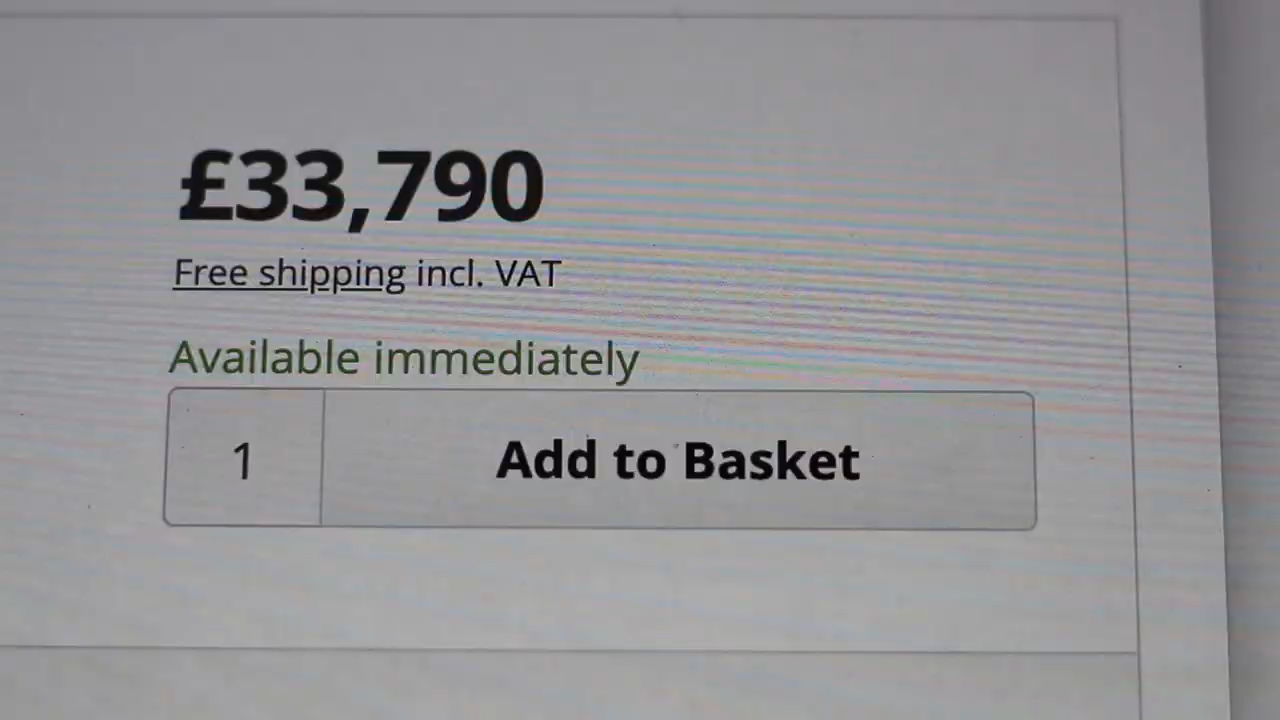 £33,790
Free shipping incl. VAT
Available immediately
1
Add to Basket